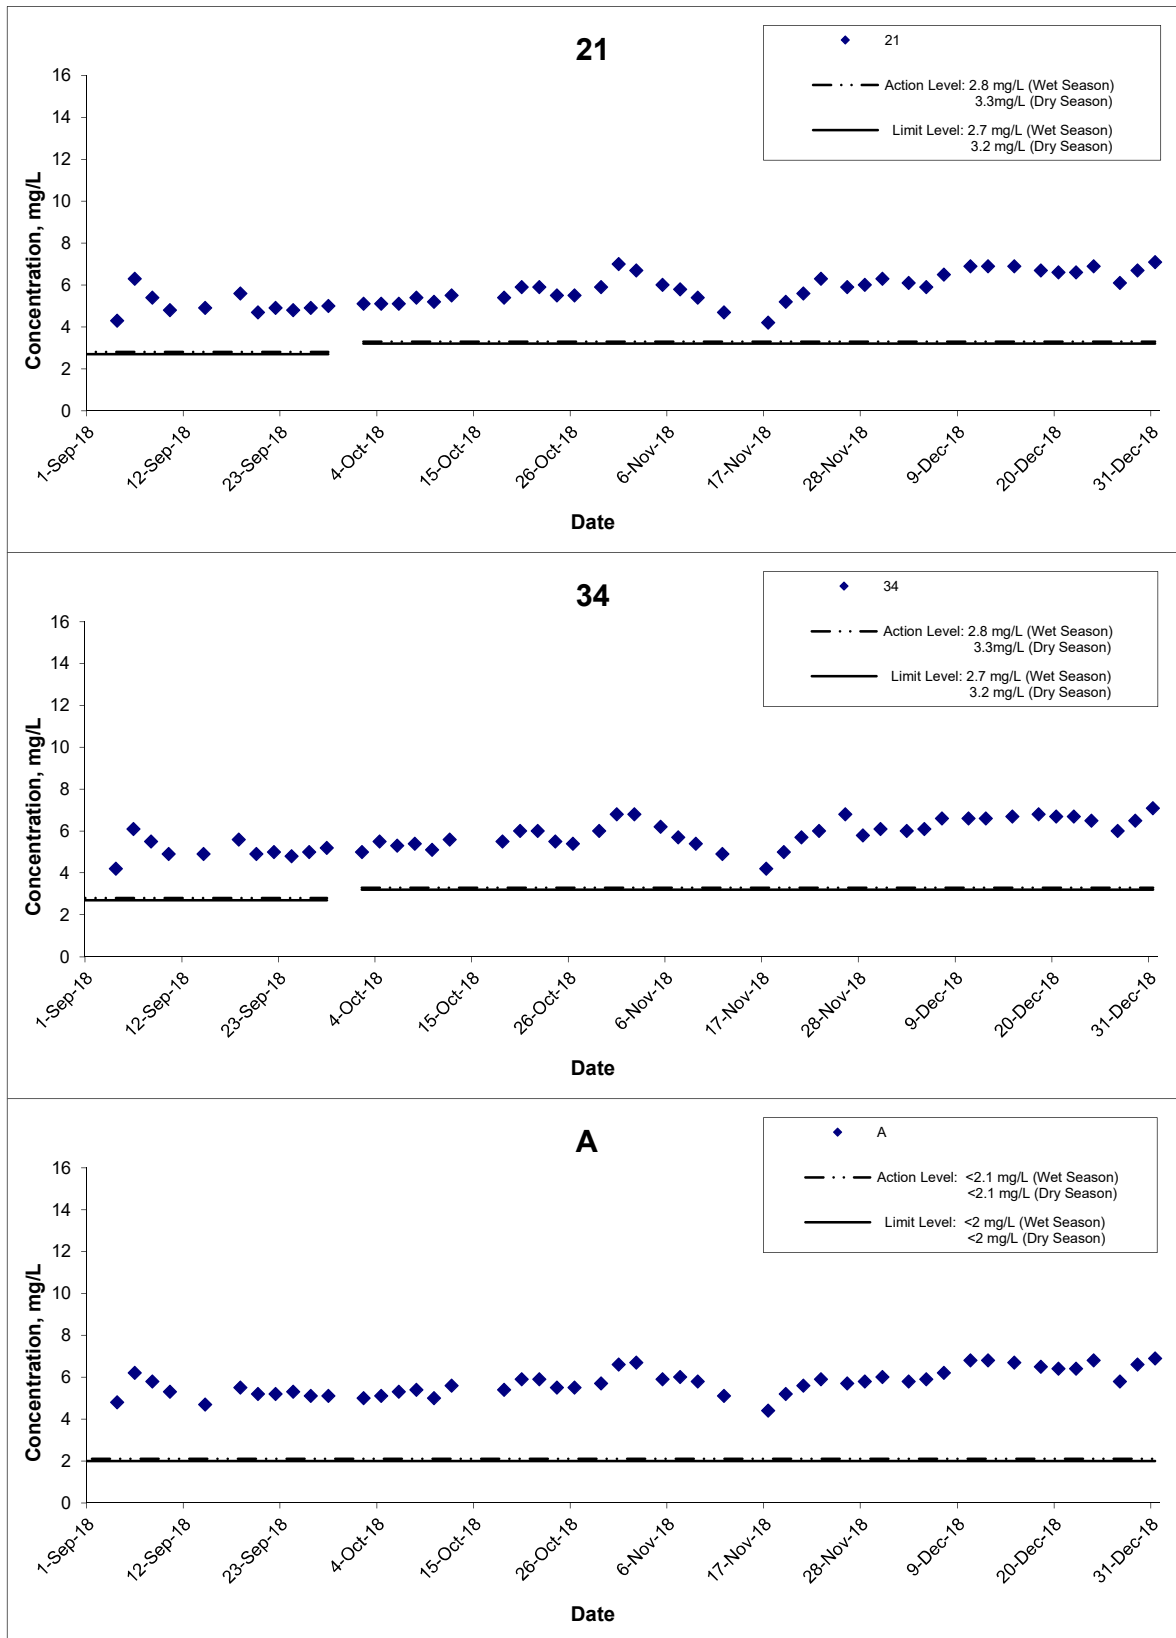 21
21
Action Level: 2.8 mg/L (Wet Season)
3.3mg/L (Dry Season)
Limit Level: 2.7 mg/L (Wet Season)
3.2 mg/L (Dry Season)
Concentration, mg/L
16
14
12
10
8
6
4
2
0
1-Sep-18
12-Sep-18
23-Sep-18
4-Oct-18
15-Oct-18
26-Oct-18
6-Nov-18
17-Nov-18
28-Nov-18
9-Dec-18
20-Dec-18
31-Dec-18
Date
34
34
Action Level: 2.8 mg/L (Wet Season)
3.3mg/L (Dry Season)
Limit Level: 2.7 mg/L (Wet Season)
3.2 mg/L (Dry Season)
Concentration, mg/L
16
14
12
10
8
6
4
2
0
1-Sep-18
12-Sep-18
23-Sep-18
4-Oct-18
15-Oct-18
26-Oct-18
6-Nov-18
17-Nov-18
28-Nov-18
9-Dec-18
20-Dec-18
31-Dec-18
Date
A
A
Action Level: <2.1 mg/L (Wet Season)
<2.1 mg/L (Dry Season)
Limit Level: <2 mg/L (Wet Season)
<2 mg/L (Dry Season)
Concentration, mg/L
16
14
12
10
8
6
4
2
0
1-Sep-18
12-Sep-18
23-Sep-18
4-Oct-18
15-Oct-18
26-Oct-18
6-Nov-18
17-Nov-18
28-Nov-18
9-Dec-18
20-Dec-18
31-Dec-18
Date